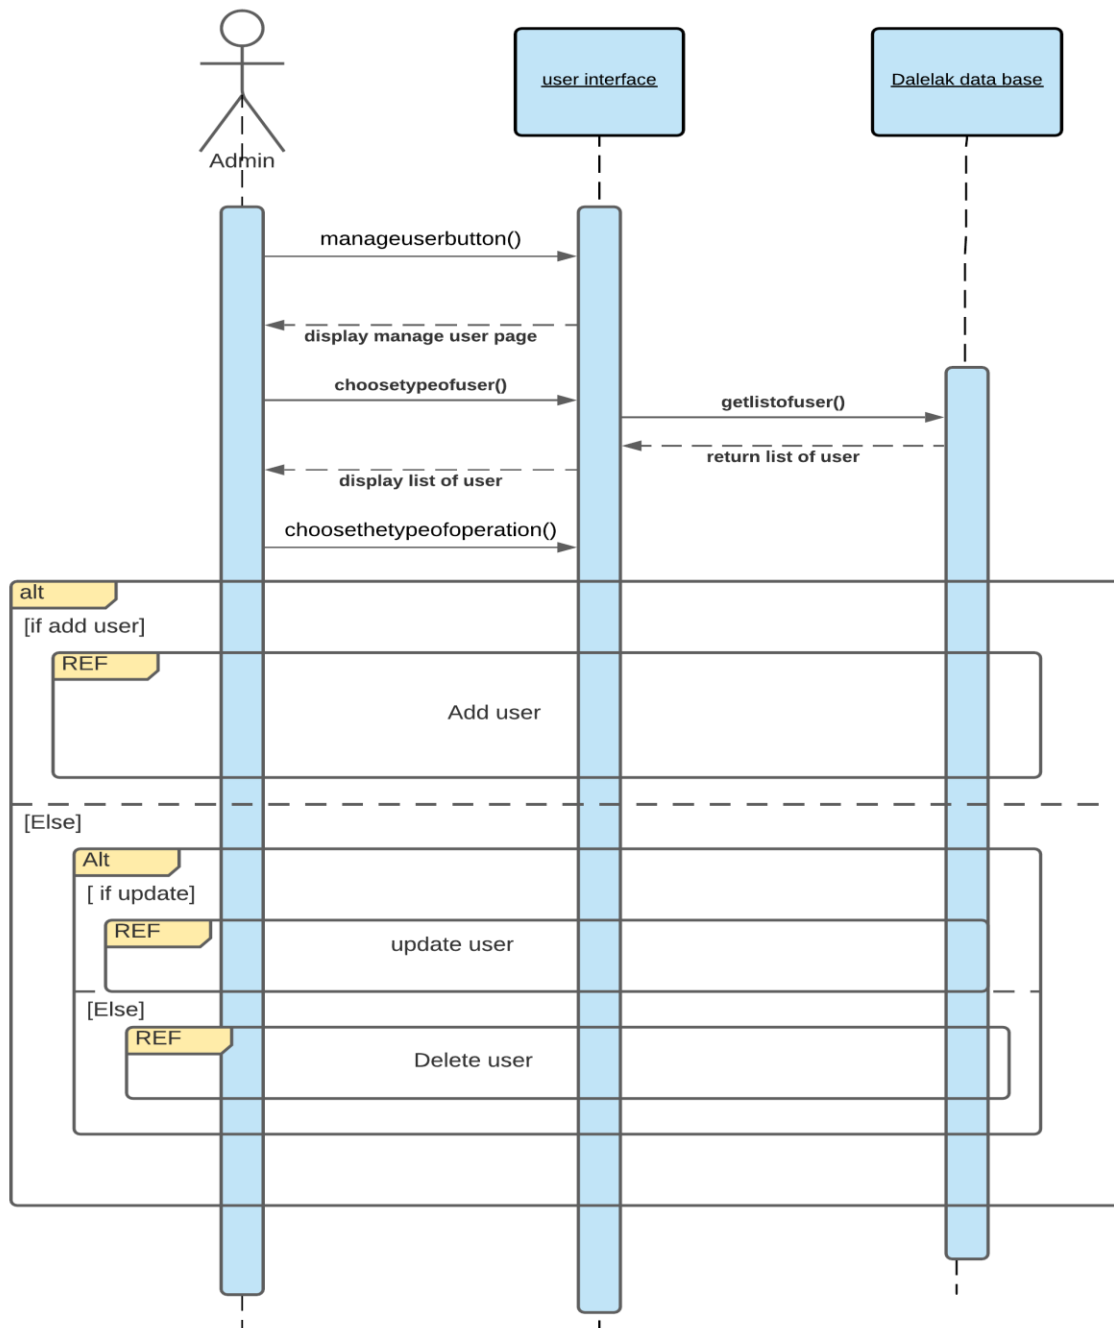 user interface
Dalelak data base
Admin
manageuserbutton()
display manage user page
choosetypeofuser()
getlistofuser()
return list of user
display list of user
choosethetypeofoperation()
alt
[if add user]
REF
Add user
[Else]
Alt
[ if update]
REF
update user
[Else]
REF
Delete user